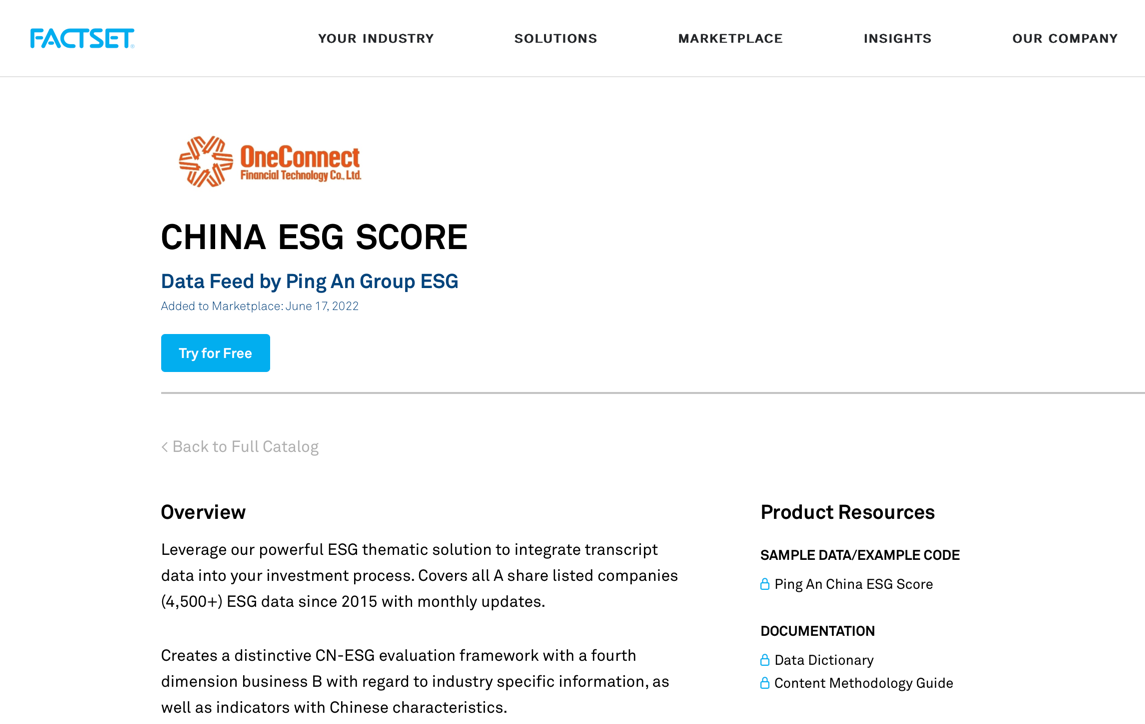 FACTSET
YOUR INDUSTRY
SOLUTIONS
MARKETPLACE
INSIGHTS
OUR COMPANY
OneConnect
Financial Technology Co., Ltd.
CHINA ESG SCORE
Data Feed by Ping An Group ESG
Added to Marketplace: June 17, 2022
Try for Free
< Back to Full Catalog
Overview
Leverage our powerful ESG thematic solution to integrate transcript
data into your investment process. Covers all A share listed companies
(4,500+) ESG data since 2015 with monthly updates.
Creates a distinctive CN-ESG evaluation framework with a fourth
dimension business B with regard to industry specific information, as
well as indicators with Chinese characteristics.
Product Resources
SAMPLE DATA/EXAMPLE CODE
Ping An China ESG Score
DOCUMENTATION
Data Dictionary
Content Methodology Guide